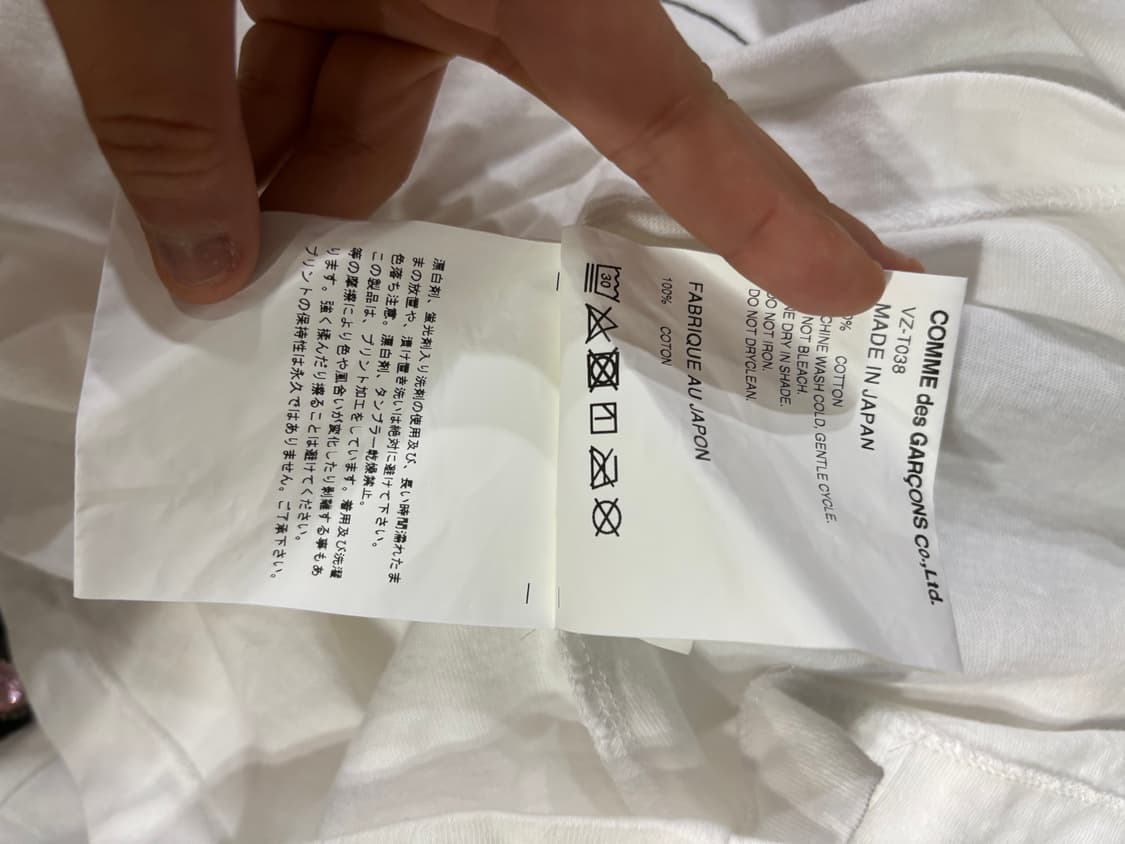 COMME des GARÇONS Co.,Ltd.
VZ-T038
MADE IN JAPAN
COTTON
WASH COLD, GENTLE CYCLE.
NOT BLEACH.
DRY IN SHADE.
DO NOT IRON.
DO NOT DRYCLEAN.
FABRIQUE AU JAPON
100% COTON
30
漂白剤、蛍光剤入り洗剤の使用及び、長い時間濡れたま
まの放置や、漬け置き洗いは絶対に避けて下さい。
色落ち注意。漂白剤、タンブラー乾燥禁止。
この製品は、プリント加工をしています。着用及び洗濯
等の摩擦により色や風合いが変化したり剥離する事もあ
ります。強く揉んだり擦ることは避けてください。
プリントの保持性は永久ではありません。ご了承下さい。